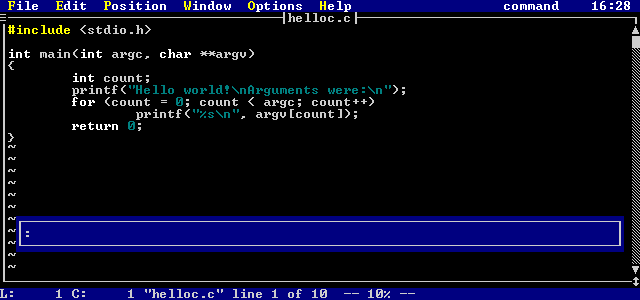 File Edit Position Window Options Help command 16:28
helloc.c
#include <stdio.h>
int main(int argc, char **argv)
{
int count;
printf("Hello world!\nArguments were:\n");
for (count = 0; count < argc; count++)
printf("%s\n", argv[count]);
return 0;
}
~
~
~
~
~
~
~
:
~
~
~
~
L: 1 C: 1 "helloc.c" line 1 of 10 -- 10% --